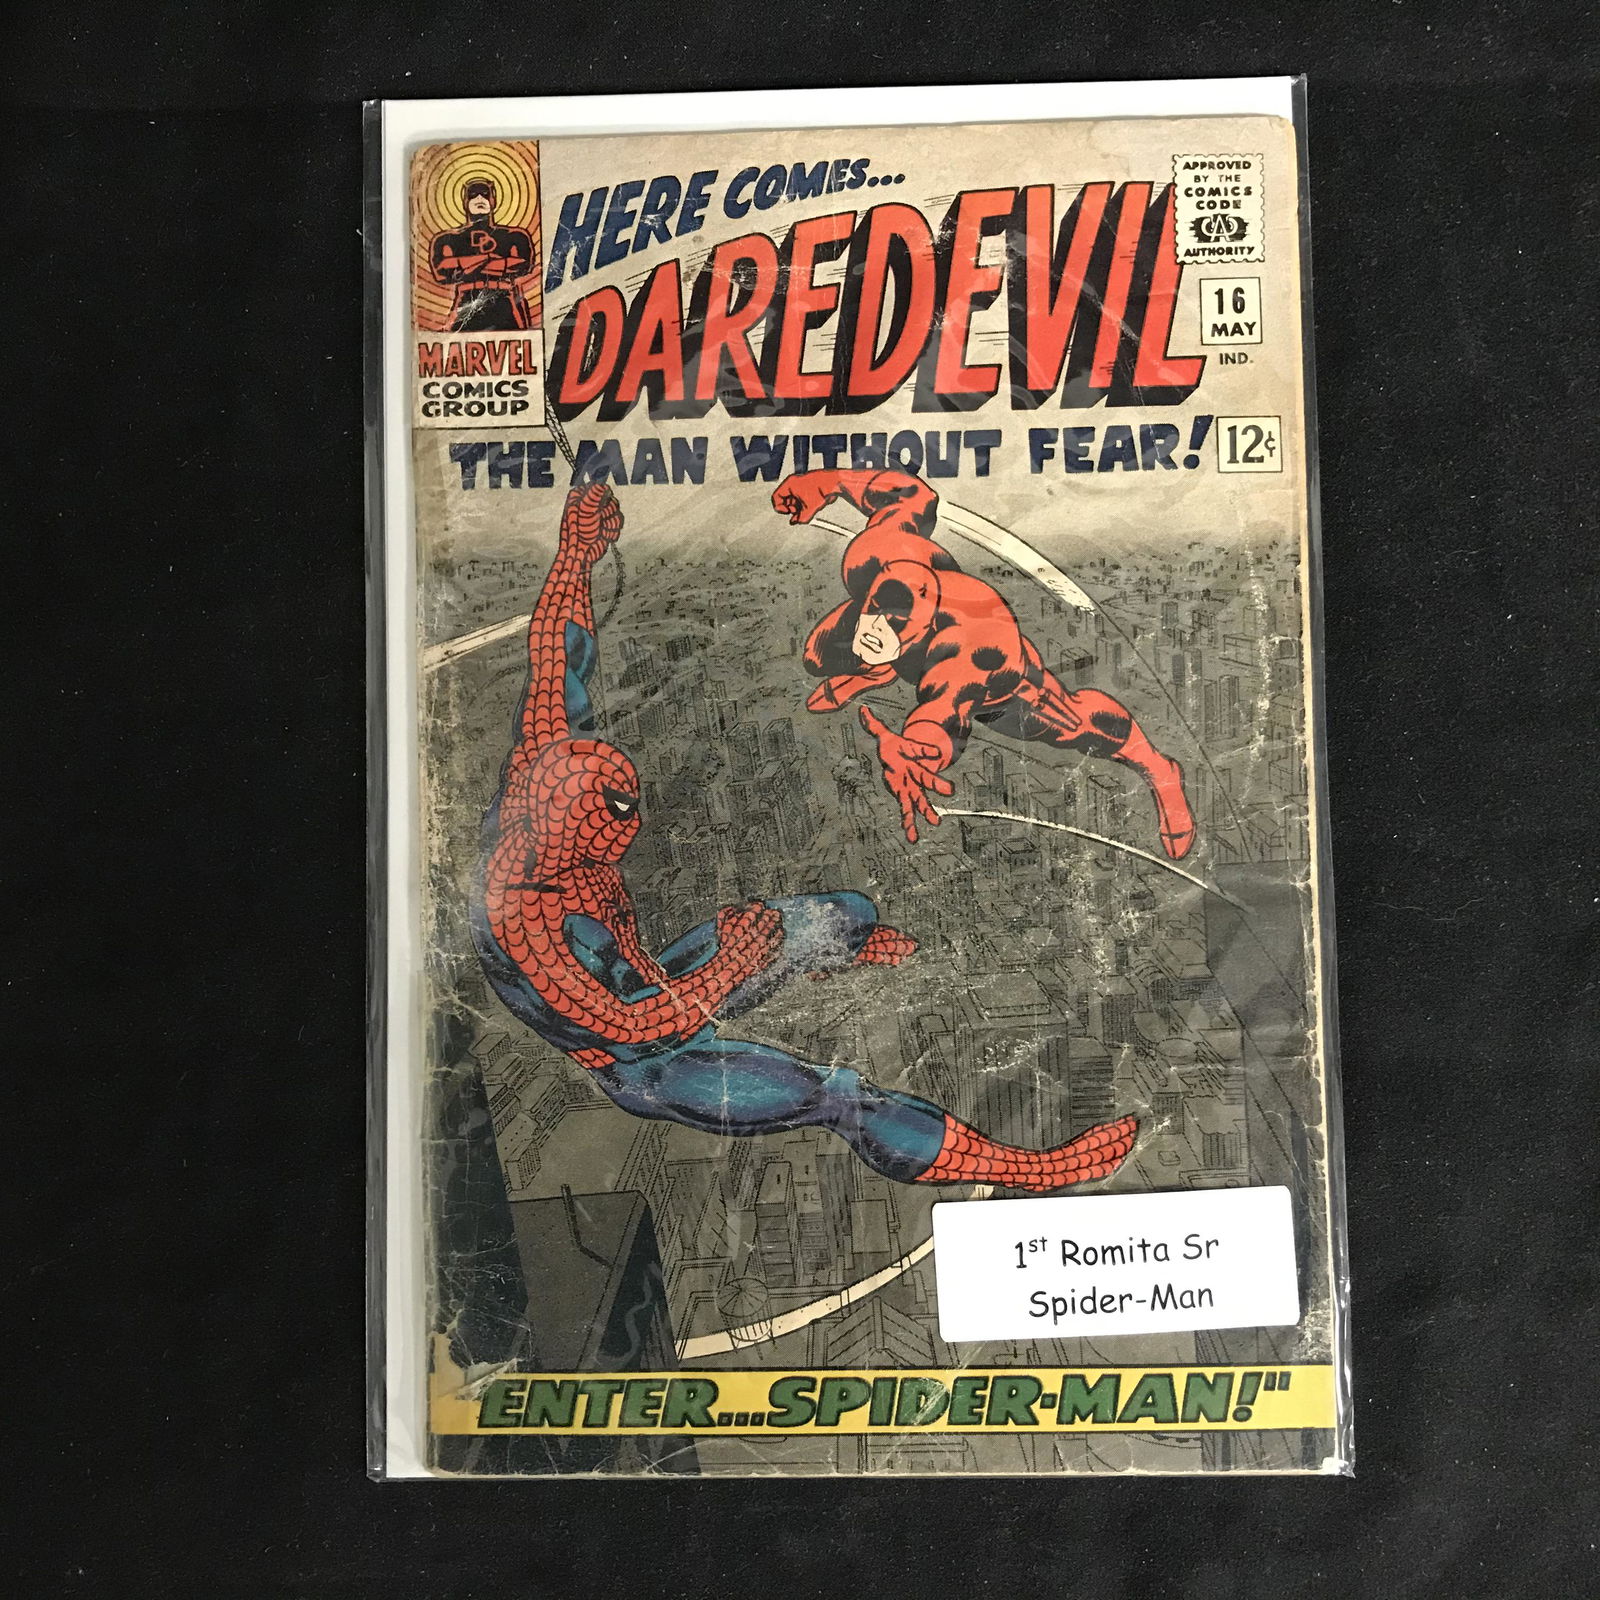 HERE COMES...
DAREDEVIL
THE MAN WITHOUT FEAR!
DD
MARVEL
COMICS
GROUP
APPROVED
BY THE
COMICS
CODE
CA
AUTHORITY
16
MAY
IND.
12¢
1st Romita Sr
Spider-Man
ENTER...SPIDER-MAN!"